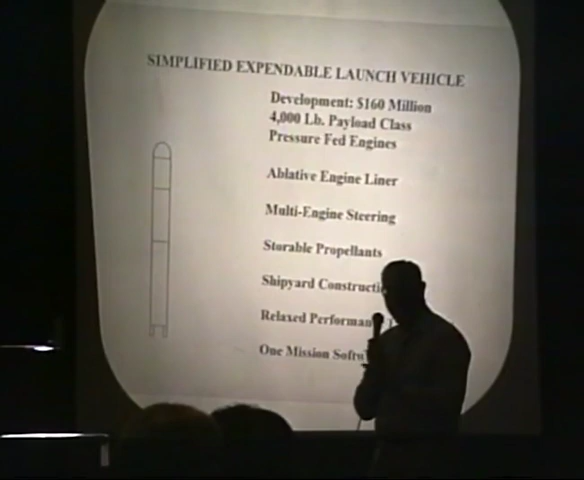 SIMPLIFIED EXPENDABLE LAUNCH VEHICLE
Development: $160 Million
4,000 Lb. Payload Class
Pressure Fed Engines
Ablative Engine Liner
Multi-Engine Steering
Storable Propellants
Shipyard
Relaxed
One Mission